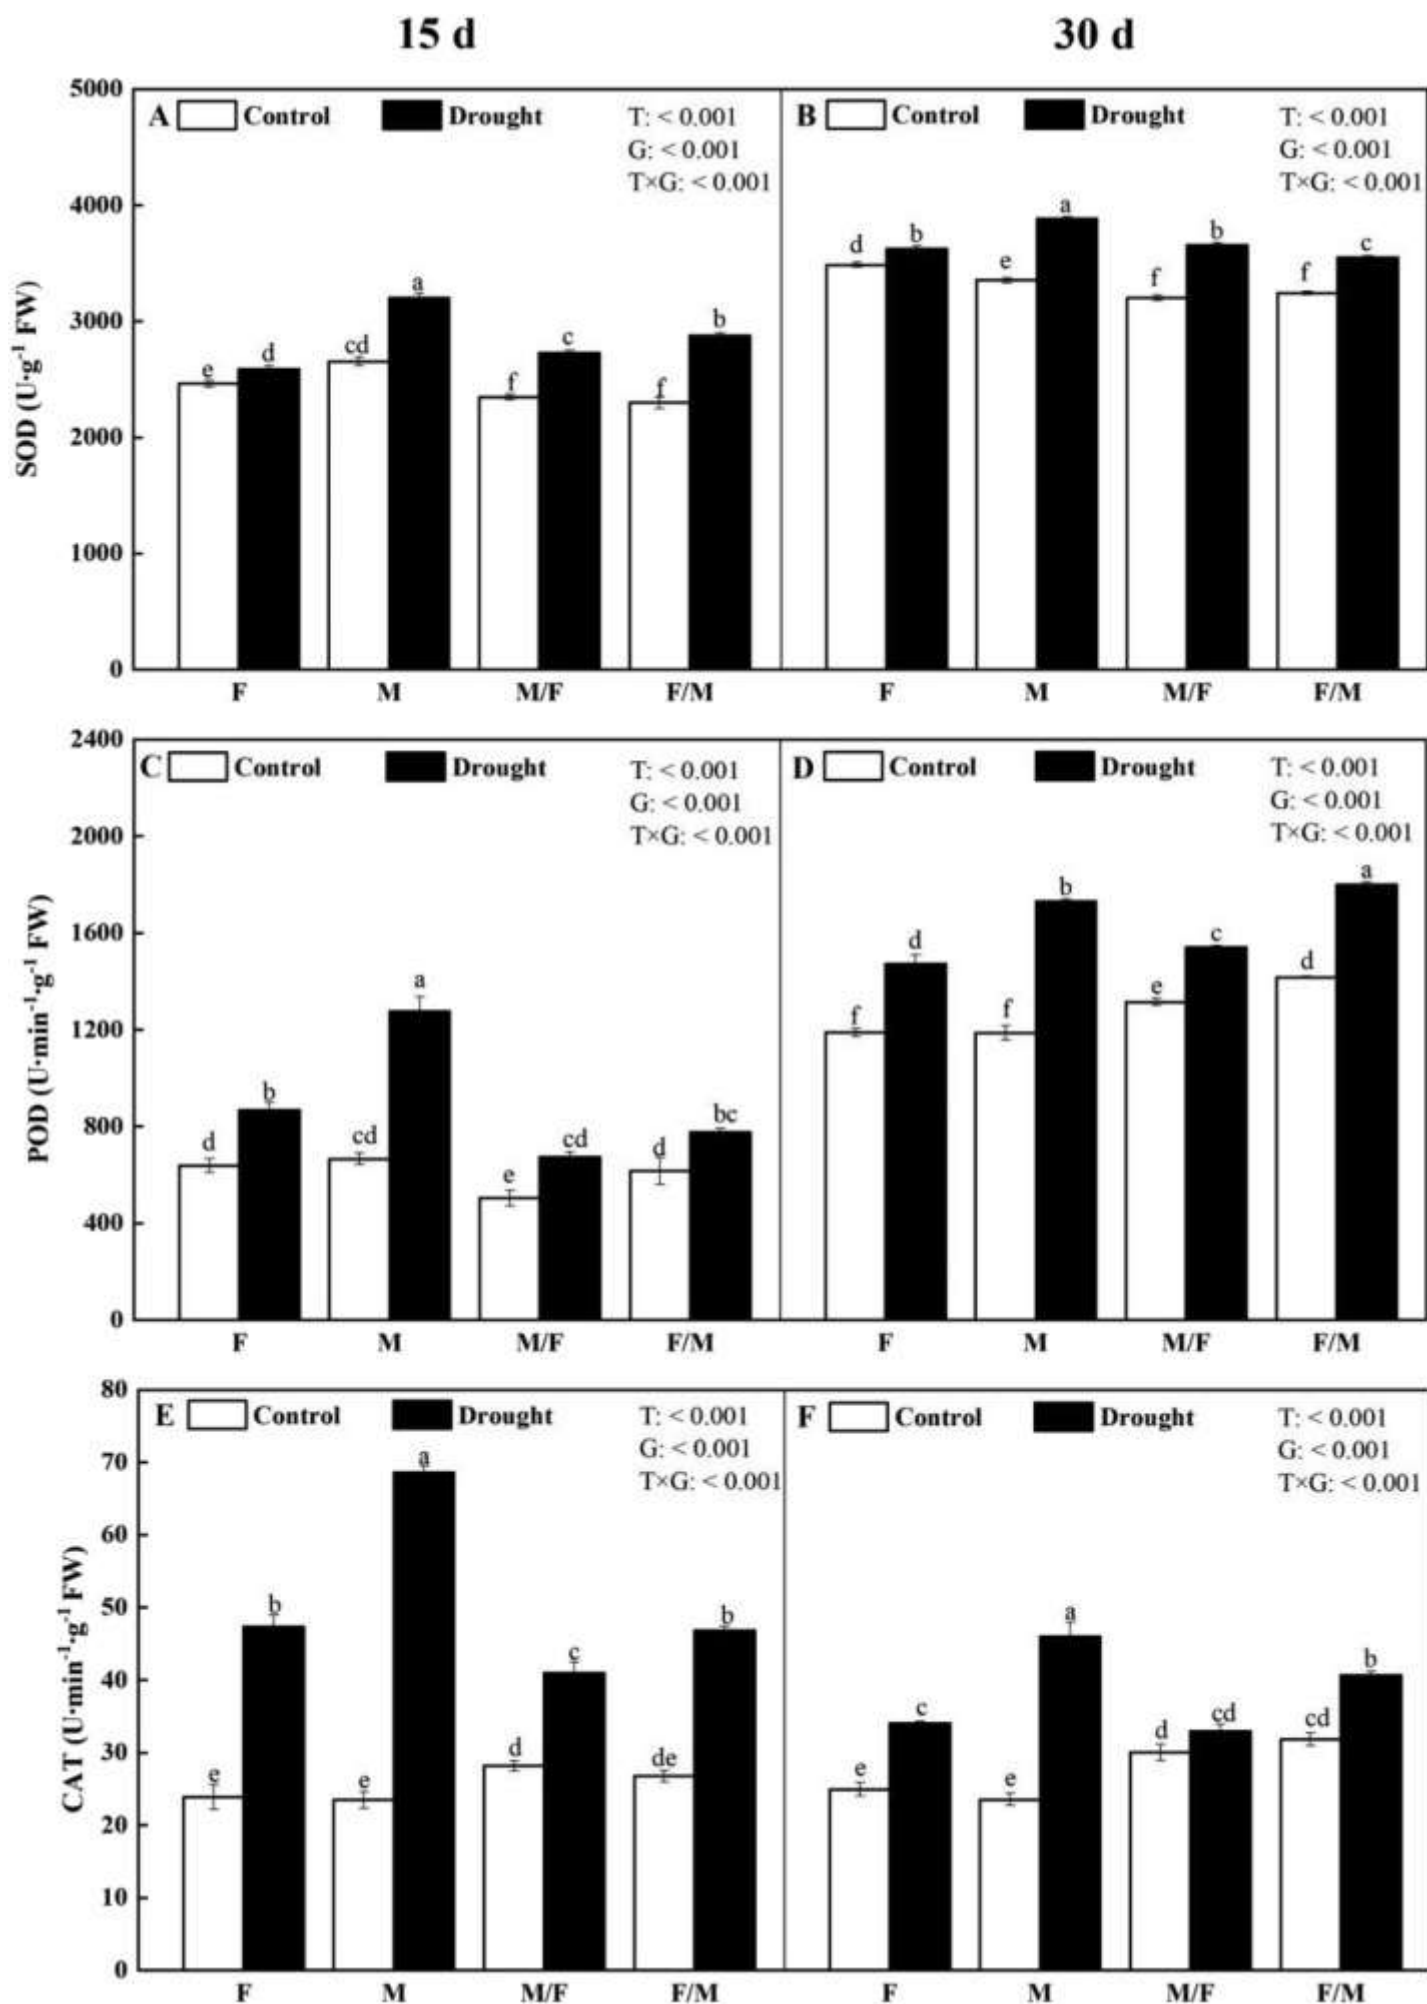 15 d 30 d
SOD (U·g⁻¹ FW)
5000
4000
3000
2000
1000
0
A Control Drought
T: < 0.001
G: < 0.001
T×G: < 0.001
e d cd a f c f b
F M M/F F/M
B Control Drought
T: < 0.001
G: < 0.001
T×G: < 0.001
d b e a f b f c
F M M/F F/M
POD (U·min⁻¹·g⁻¹ FW)
2400
2000
1600
1200
800
400
0
C Control Drought
T: < 0.001
G: < 0.001
T×G: < 0.001
d b cd a e cd d bc
F M M/F F/M
D Control Drought
T: < 0.001
G: < 0.001
T×G: < 0.001
f d f b e c d a
F M M/F F/M
CAT (U·min⁻¹·g⁻¹ FW)
80
70
60
50
40
30
20
10
0
E Control Drought
T: < 0.001
G: < 0.001
T×G: < 0.001
e b e a d c de b
F M M/F F/M
F Control Drought
T: < 0.001
G: < 0.001
T×G: < 0.001
e c e a d cd cd b
F M M/F F/M